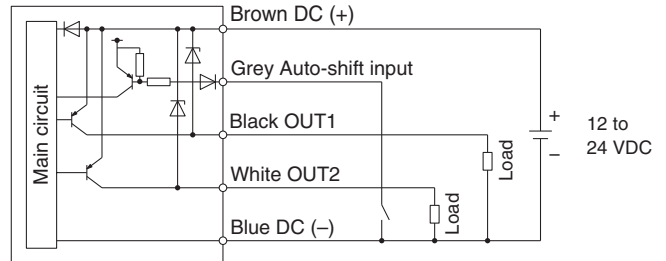 Brown DC (+)
Grey Auto-shift input
Black OUT1
White OUT2
Blue DC (–)
Main circuit
Load
Load
+
–
12 to
24 VDC